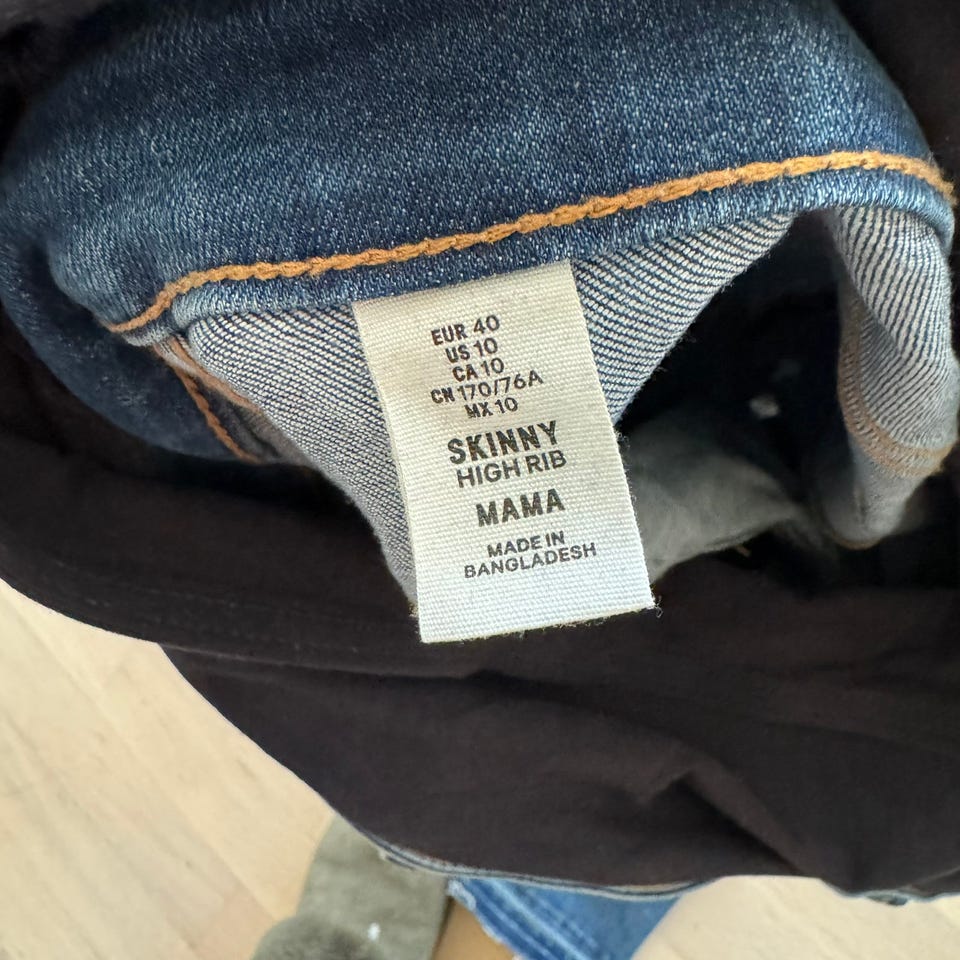 EUR 40
US 10
CA 10
CN 170/76A
MX 10
SKINNY
HIGH RIB
MAMA
MADE IN
BANGLADESH